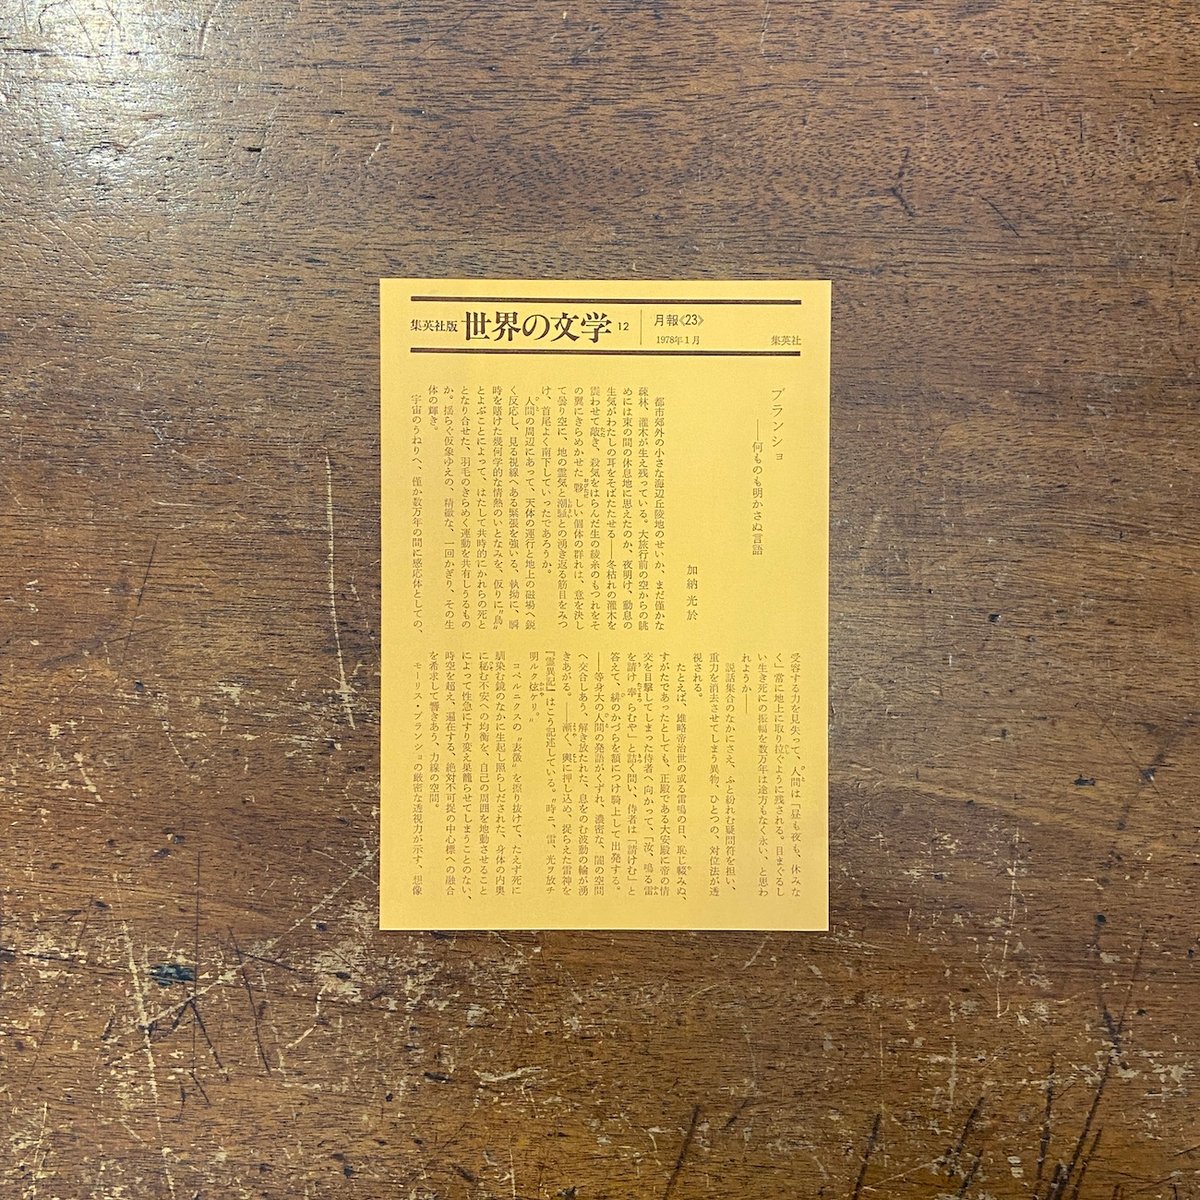 集英社版 世界の文学 12
月報《23》
1978年1月
集英社
ブランショ
――何ものも明かさぬ言語
加納光於
都市郊外の小さな海辺丘陵地のせいか、まだ僅かな
疎林、灌木が生え残っている。大旅行前の空からの眺
めには束の間の休息地に思えたのか、夜明け、動息の
生気がわたしの耳をそばたたせる――冬枯れの灌木を
震わせて敲き、殺気をはらんだ生の綾糸のもつれをそ
の翼にきらめかせた夥しい個体の群れは、意を決し
て曇り空に、地の霊気と潮騒との湧き返る筋目をみつ
け、首尾よく南下していったであろうか。
人間の周辺にあって、天体の運行と地上の磁場へ鋭
く反応し、見る視線へある緊張を強いる、執拗に、瞬
時を賭けた幾何学的な情熱のいとなみを、仮りに〝鳥〟
とよぶことによって、はたして共時的にかれらの死と
となり合せた、羽毛のきらめく運動を共有しうるもの
か。揺らぐ仮象ゆえの、精緻な、一回かぎり、その生
体の輝き。
宇宙のうねりへ、僅か数万年の間に感応体としての、
受容する力を見失って、人間は「昼も夜も、休みな
く」常に地上に取り位ぐように残される。目まぐるし
い生き死にの振幅を数万年は途方もなく永い、と思わ
れようか――
説話集合のなかにさえ、ふと紛れむ疑問符を担い、
重力を消去させてしまう異物、ひとつの、対位法が透
視される。
たとえば、雄略帝治世の或る雷鳴の日、恥じ輟みぬ、
すがたであったとしても、正殿である大安殿に帝の情
交を目撃してしまった侍者へ向かって、「汝、鳴る雷
を請け奉らむや」と詰く問い、侍者は「請けむ」と
答えて、緋のかづらを額につけ騎上して出発する。
――等身大の人間の発語がくずれ、濃密な、闇の空間
へ交合しあう、解き放たれた、息をのむ波動の輪が湧
きあがる。――漸く、輿に押し込め、捉らえた雷神を
『霊異記』はこう記述している。〝時ニ、雷、光ヲ放チ
明ルク炫ケリ。〟
コペルニクスの〝表徴〟を擦り抜けて、たえず死に
馴染む鏡のなかに生起し照らしだされた、身体の内奥
に秘む不安への均衡を、自己の周囲を地動させること
によって性急にすり変え巣籠らせてしまうことのない、
時空を超え、遍在する、絶対不可捉の中心標への融合
を希求して響きあう、力線の空間。
モーリス・ブランショの厳密な透視力が示す、想像